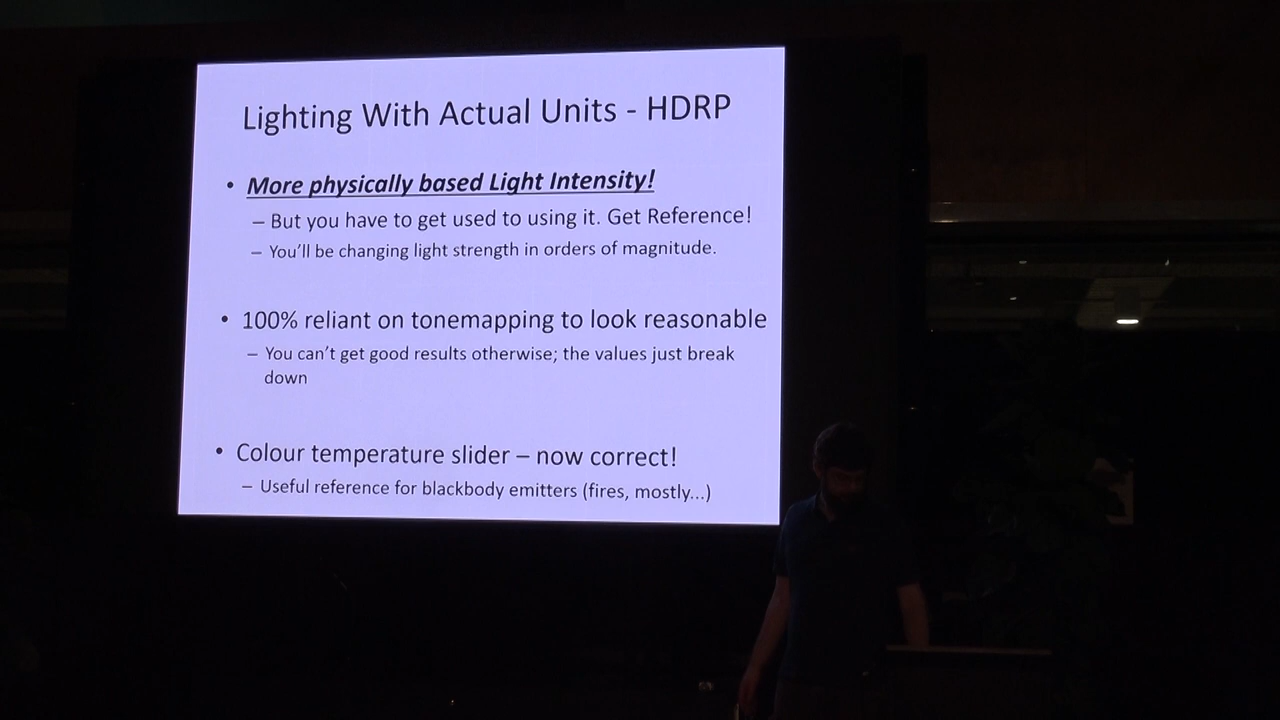 Lighting With Actual Units - HDRP
• More physically based Light Intensity!
– But you have to get used to using it. Get Reference!
– You'll be changing light strength in orders of magnitude.
• 100% reliant on tonemapping to look reasonable
– You can't get good results otherwise; the values just break
down
• Colour temperature slider – now correct!
– Useful reference for blackbody emitters (fires, mostly...)